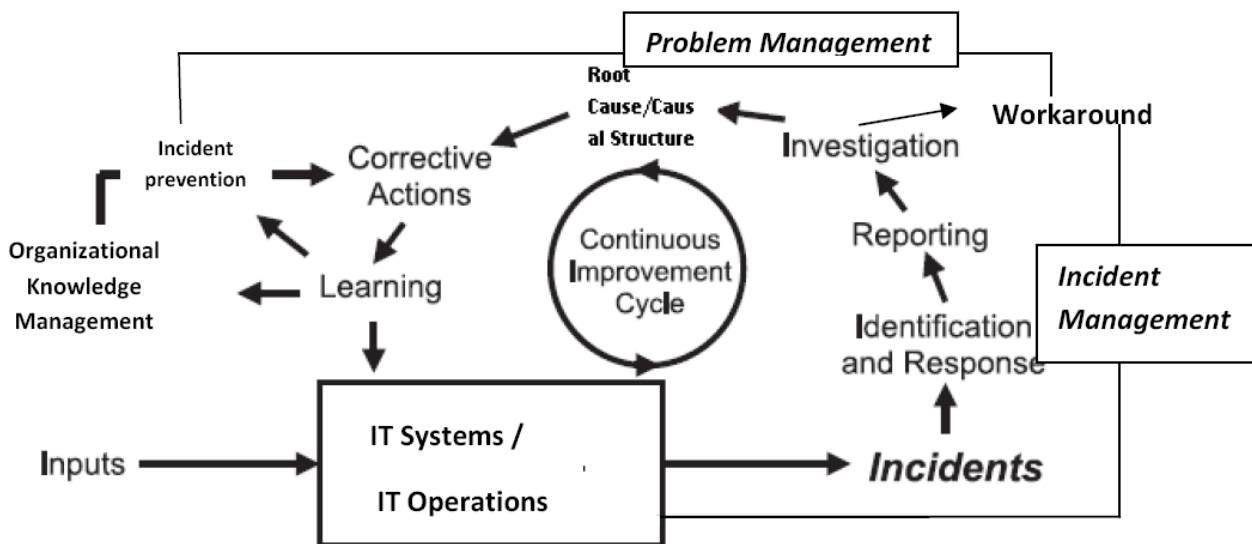 Problem Management
Root
Cause/Caus
al Structure
Workaround
Investigation
Incident
prevention
Corrective
Actions
Organizational
Knowledge
Management
Learning
Continuous
Improvement
Cycle
Reporting
Incident
Management
Identification
and Response
Inputs
IT Systems /
IT Operations
Incidents